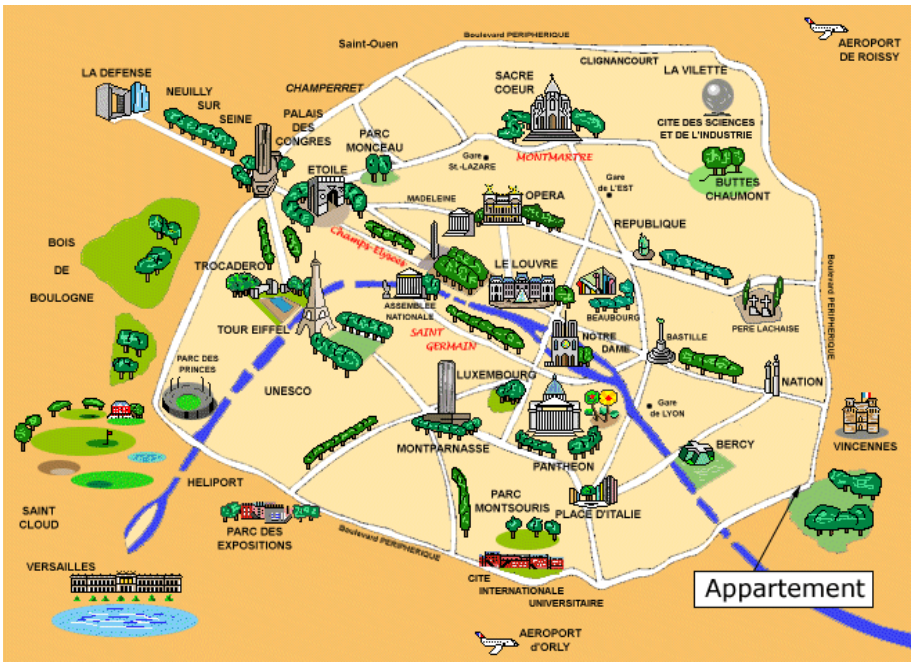 Boulevard PERIPHERIQUE
Saint-Ouen
AEROPORT
DE ROISSY
CLIGNANCOURT
LA VILETTE
LA DEFENSE
NEUILLY
SUR
SEINE
CHAMPERRET
SACRE
COEUR
PALAIS
DES
CONGRES
PARC
MONCEAU
CITE DES SCIENCES
ET DE L'INDUSTRIE
Gare
St.-LAZARE
MONTMARTRE
ETOILE
Gare
de L'EST
BUTTES
CHAUMONT
MADELEINE
OPERA
REPUBLIQUE
Champs-Elysées
BOIS
DE
BOULOGNE
TROCADERO
LE LOUVRE
Boulevard PERIPHERIQUE
ASSEMBLEE
NATIONALE
BEAUBOURG
PERE LACHAISE
TOUR EIFFEL
SAINT
GERMAIN
NOTRE
DAME
BASTILLE
PARC DES
PRINCES
UNESCO
LUXEMBOURG
NATION
Gare
de LYON
MONTPARNASSE
BERCY
VINCENNES
PANTHEON
HELIPORT
PARC
MONTSOURIS
PLACE D'ITALIE
SAINT
CLOUD
PARC DES
EXPOSITIONS
Boulevard PERIPHERIQUE
VERSAILLES
CITE
INTERNATIONALE
UNIVERSITAIRE
Appartement
AEROPORT
d'ORLY